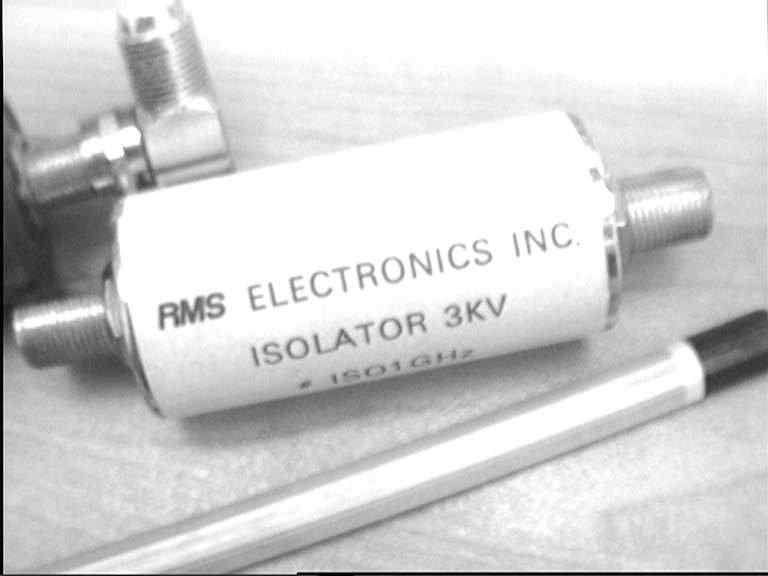 RMS ELECTRONICS INC.
ISOLATOR 3KV
# ISO1GHz